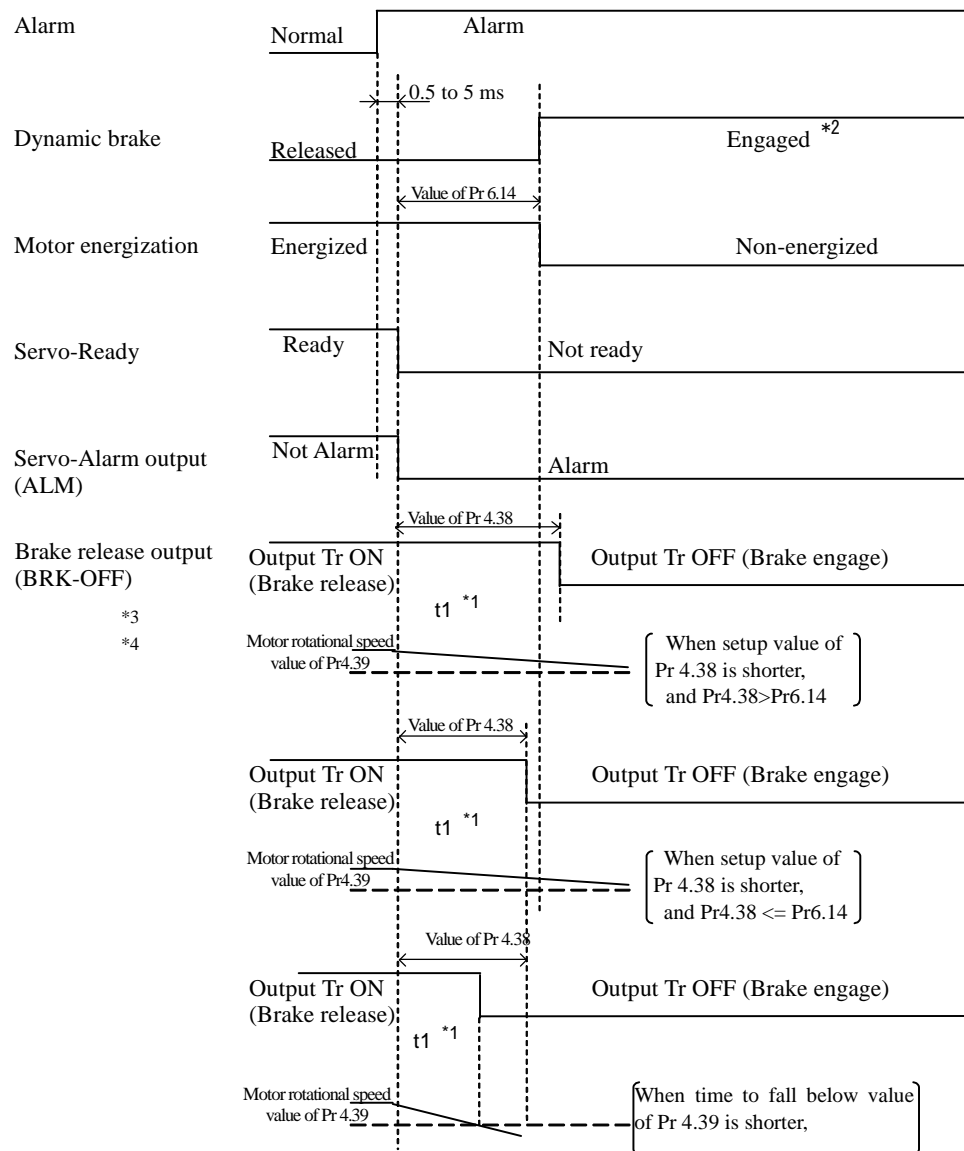 Alarm
Normal
Alarm
0.5 to 5 ms
Dynamic brake
Released
Engaged *2
Value of Pr 6.14
Motor energization
Energized
Non-energized
Servo-Ready
Ready
Not ready
Servo-Alarm output
(ALM)
Not Alarm
Alarm
Value of Pr 4.38
Brake release output
(BRK-OFF)
*3
*4
Output Tr ON
(Brake release)
Output Tr OFF (Brake engage)
t1 *1
Motor rotational speed
value of Pr4.39
When setup value of
Pr 4.38 is shorter,
and Pr4.38>Pr6.14
Value of Pr 4.38
Output Tr ON
(Brake release)
Output Tr OFF (Brake engage)
t1 *1
Motor rotational speed
value of Pr4.39
When setup value of
Pr 4.38 is shorter,
and Pr4.38 <= Pr6.14
Value of Pr 4.38
Output Tr ON
(Brake release)
Output Tr OFF (Brake engage)
t1 *1
Motor rotational speed
value of Pr 4.39
When time to fall below value
of Pr 4.39 is shorter,